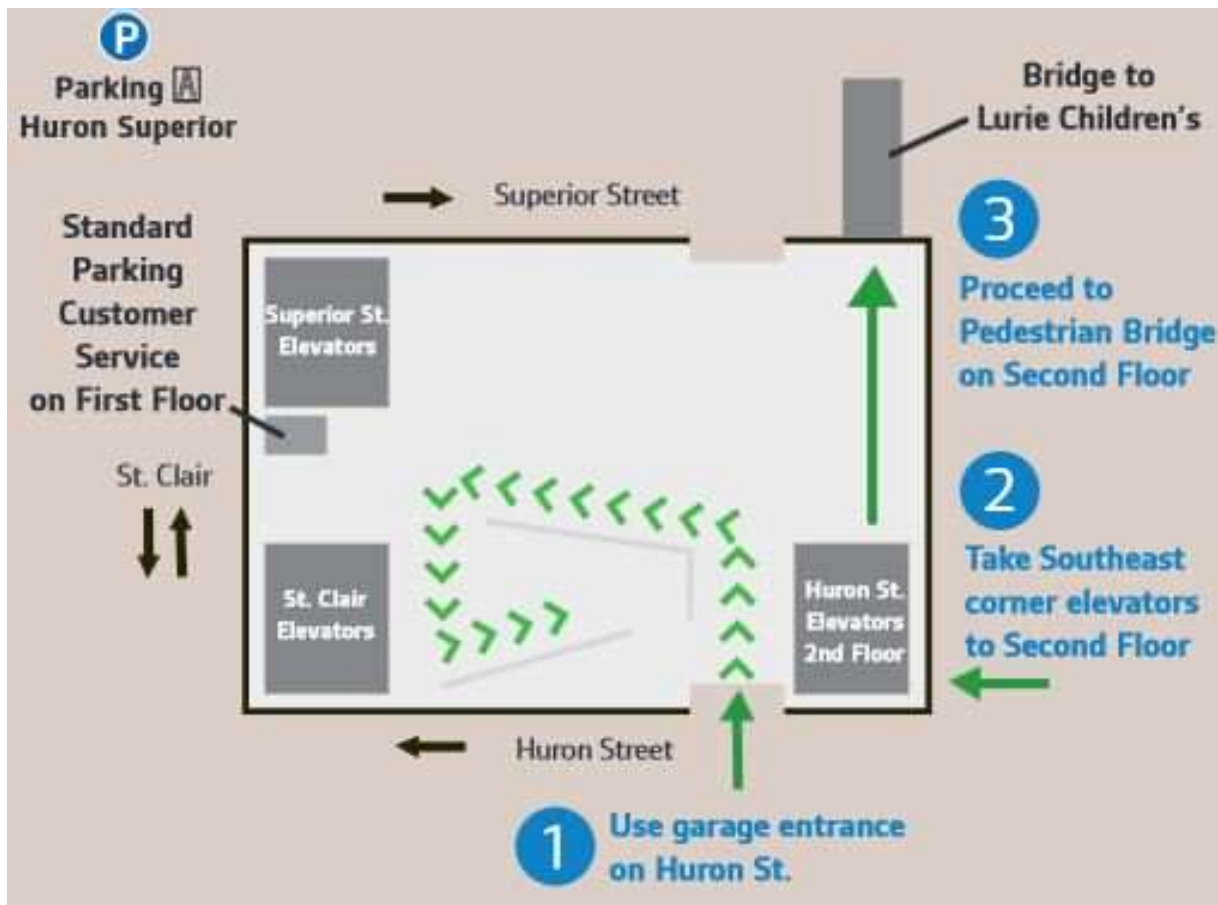 P
Parking A
Huron Superior
Bridge to
Lurie Children's
Superior Street
Standard
Parking
Customer
Service
on First Floor
3
Proceed to
Pedestrian Bridge
on Second Floor
Superior St.
Elevators
St. Clair
2
Take Southeast
corner elevators
to Second Floor
St. Clair
Elevators
Huron St.
Elevators
2nd Floor
Huron Street
1
Use garage entrance
on Huron St.